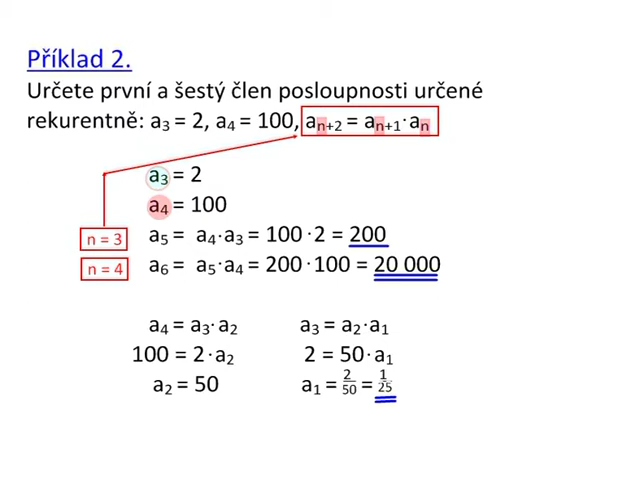 Příklad 2.
Určete první a šestý člen posloupnosti určené
rekurentně: a₃ = 2, a₄ = 100, aₙ₊₂ = aₙ₊₁·aₙ
a₃ = 2
a₄ = 100
n = 3 a₅ = a₄·a₃ = 100·2 = 200
n = 4 a₆ = a₅·a₄ = 200·100 = 20 000
a₄ = a₃·a₂ a₃ = a₂·a₁
100 = 2·a₂ 2 = 50·a₁
a₂ = 50 a₁ = 2/50 = 1/25